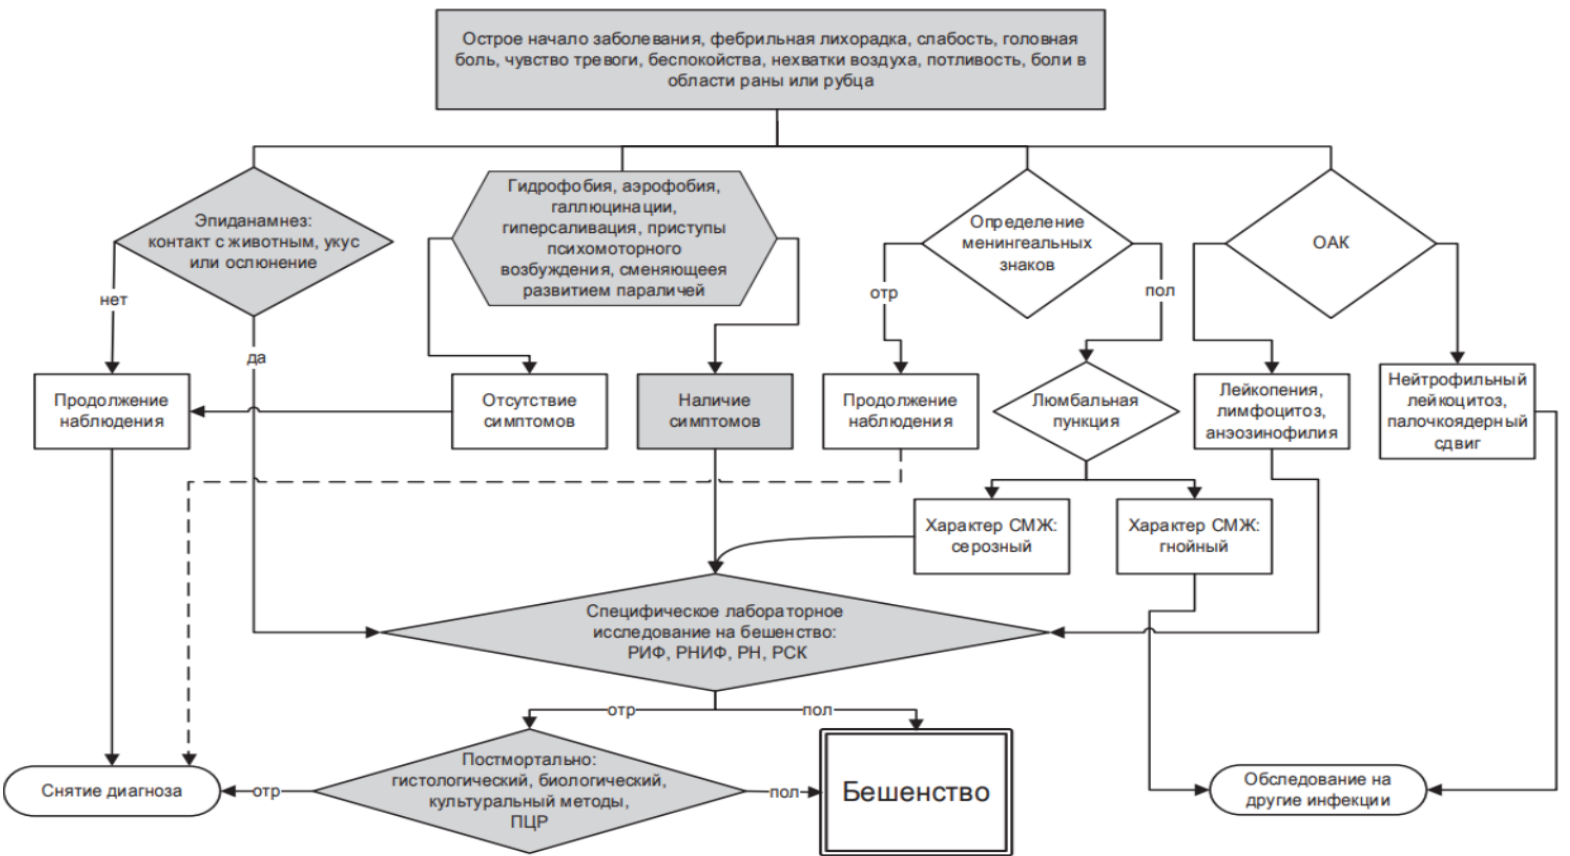 Острое начало заболевания, фебрильная лихорадка, слабость, головная
боль, чувство тревоги, беспокойства, нехватки воздуха, потливость, боли в
области раны или рубца
Эпиданамнез:
контакт с животным, укус
или ослюнение
Гидрофобия, аэрофобия,
галлюцинации,
гиперсаливация, приступы
психомоторного
возбуждения, сменяющееея
развитием параличей
Определение
менингеальных
знаков
ОАК
нет
да
отр
пол
Продолжение
наблюдения
Отсутствие
симптомов
Наличие
симптомов
Продолжение
наблюдения
Люмбальная
пункция
Лейкопения,
лимфоцитоз,
анэозинофилия
Нейтрофильный
лейкоцитоз,
палочкоядерный
сдвиг
Характер СМЖ:
серозный
Характер СМЖ:
гнойный
Специфическое лабораторное
исследование на бешенство:
РИФ, РНИФ, РН, РСК
отр
пол
Снятие диагноза
отр
Постмортально:
гистологический, биологический,
культуральный методы,
ПЦР
пол
Бешенство
Обследование на
другие инфекции